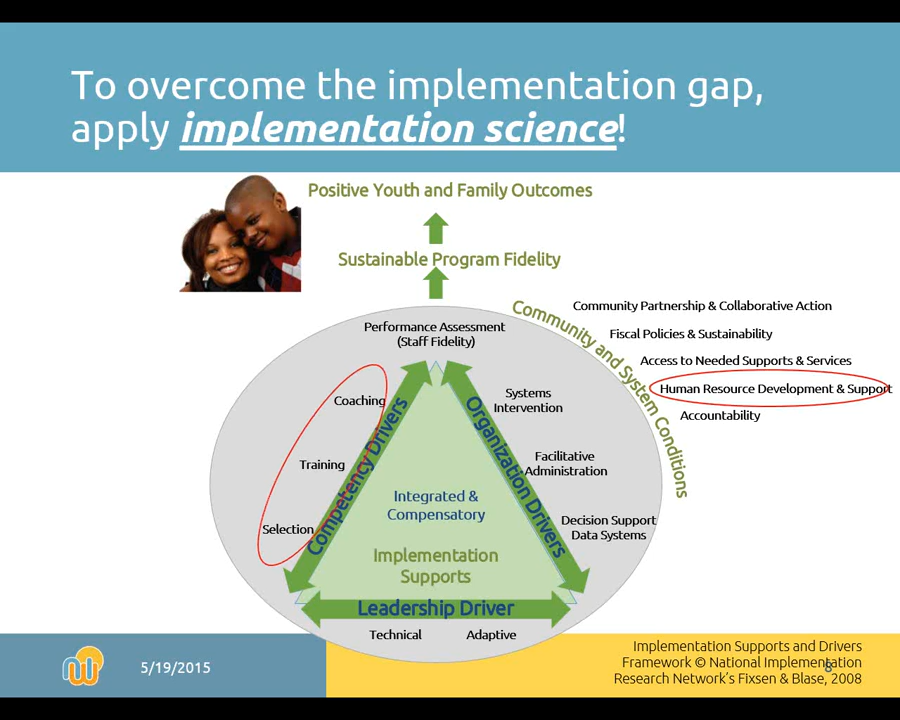 To overcome the implementation gap,
apply implementation science!
Positive Youth and Family Outcomes
Sustainable Program Fidelity
Performance Assessment
(Staff Fidelity)
Coaching
Training
Selection
Competency Drivers
Organization Drivers
Systems
Intervention
Facilitative
Administration
Decision Support
Data Systems
Integrated &
Compensatory
Implementation
Supports
Leadership Driver
Technical
Adaptive
Community and System Conditions
Community Partnership & Collaborative Action
Fiscal Policies & Sustainability
Access to Needed Supports & Services
Human Resource Development & Support
Accountability
5/19/2015
Implementation Supports and Drivers
Framework © National Implementation
Research Network's Fixsen & Blase, 2008
8